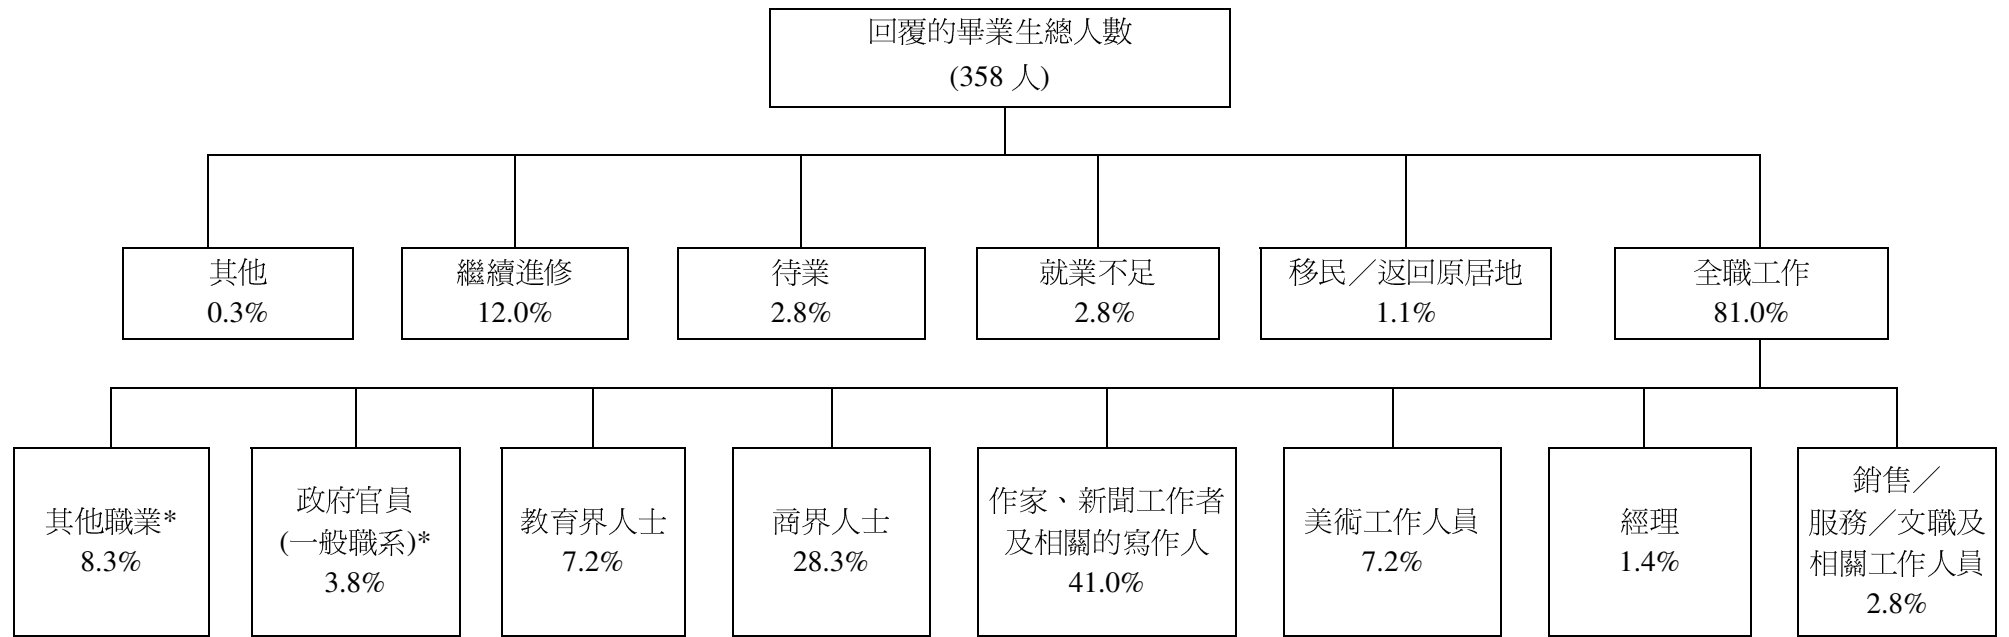 回覆的畢業生總人數
(358 人)
其他
0.3%
繼續進修
12.0%
待業
2.8%
就業不足
2.8%
移民／返回原居地
1.1%
全職工作
81.0%
其他職業*
8.3%
政府官員
(一般職系)*
3.8%
教育界人士
7.2%
商界人士
28.3%
作家、新聞工作者
及相關的寫作人
41.0%
美術工作人員
7.2%
經理
1.4%
銷售／
服務／文職及
相關工作人員
2.8%